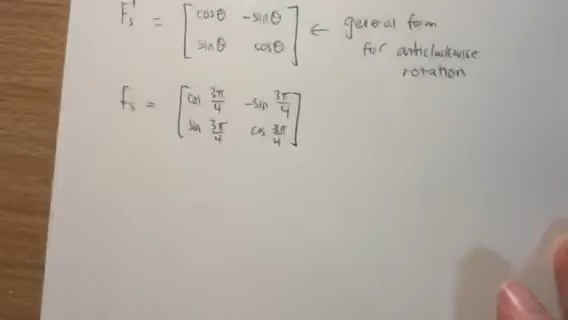 F_s' = [cosθ -sinθ] ← general form
[sinθ cosθ] for anticlockwise
rotation
F_s = [cos 3π/4 -sin 3π/4]
[sin 3π/4 cos 3π/4]